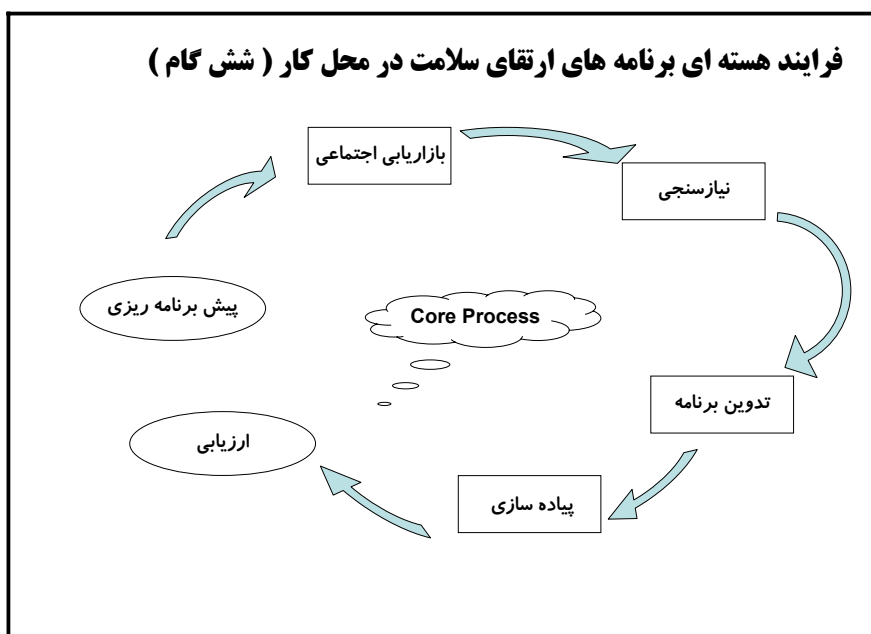 فرایند هسته ای برنامه های ارتقای سلامت در محل کار ( شش گام )
پیش برنامه ریزی
بازاریابی اجتماعی
نیازسنجی
تدوین برنامه
پیاده سازی
ارزیابی
Core Process